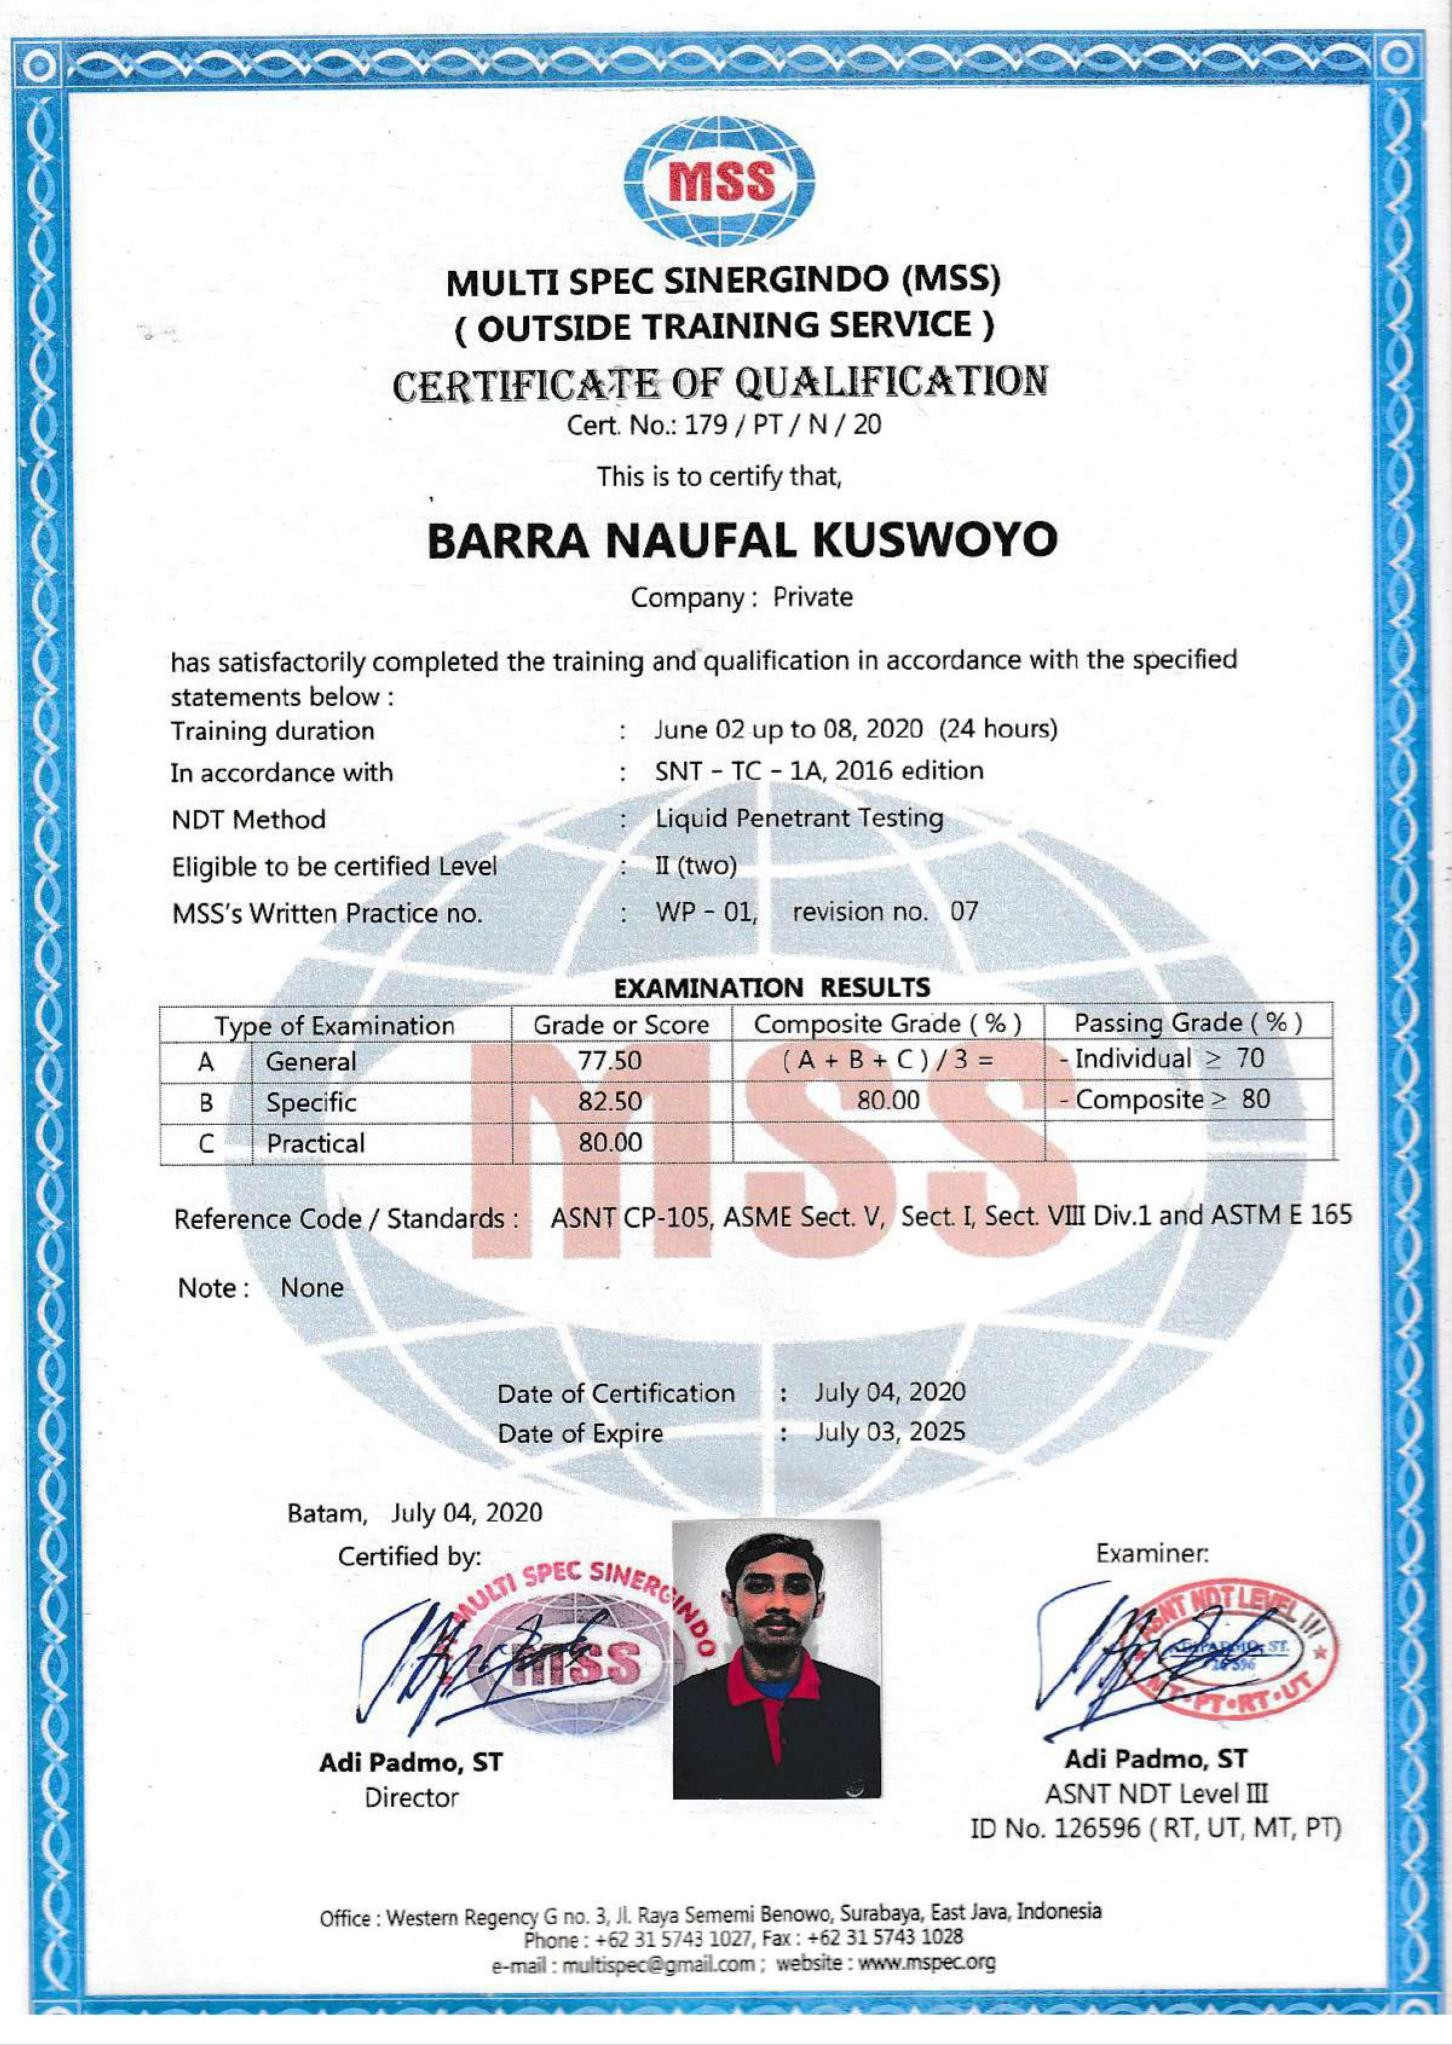 MSS
MULTI SPEC SINERGINDO (MSS)
( OUTSIDE TRAINING SERVICE )
CERTIFICATE OF QUALIFICATION
Cert. No.: 179 / PT / N / 20
This is to certify that,
BARRA NAUFAL KUSWOYO
Company : Private
has satisfactorily completed the training and qualification in accordance with the specified
statements below :
Training duration : June 02 up to 08, 2020 (24 hours)
In accordance with : SNT - TC - 1A, 2016 edition
NDT Method : Liquid Penetrant Testing
Eligible to be certified Level : II (two)
MSS's Written Practice no. : WP - 01, revision no. 07
EXAMINATION RESULTS
Type of Examination Grade or Score Composite Grade ( % ) Passing Grade ( % )
A General 77.50 ( A + B + C ) / 3 = - Individual ≥ 70
B Specific 82.50 80.00 - Composite ≥ 80
C Practical 80.00
MSS
Reference Code / Standards : ASNT CP-105, ASME Sect. V, Sect. I, Sect. VIII Div.1 and ASTM E 165
Note : None
Date of Certification : July 04, 2020
Date of Expire : July 03, 2025
Batam, July 04, 2020
Certified by: Examiner:
MULTI SPEC SINERGINDO
MSS
ASNT NDT LEVEL III
ADI PADMO, ST.
MT•PT•RT•UT
Adi Padmo, ST Adi Padmo, ST
Director ASNT NDT Level III
ID No. 126596 ( RT, UT, MT, PT)
Office : Western Regency G no. 3, Jl. Raya Sememi Benowo, Surabaya, East Java, Indonesia
Phone : +62 31 5743 1027, Fax : +62 31 5743 1028
e-mail : multispec@gmail.com ; website : www.mspec.org